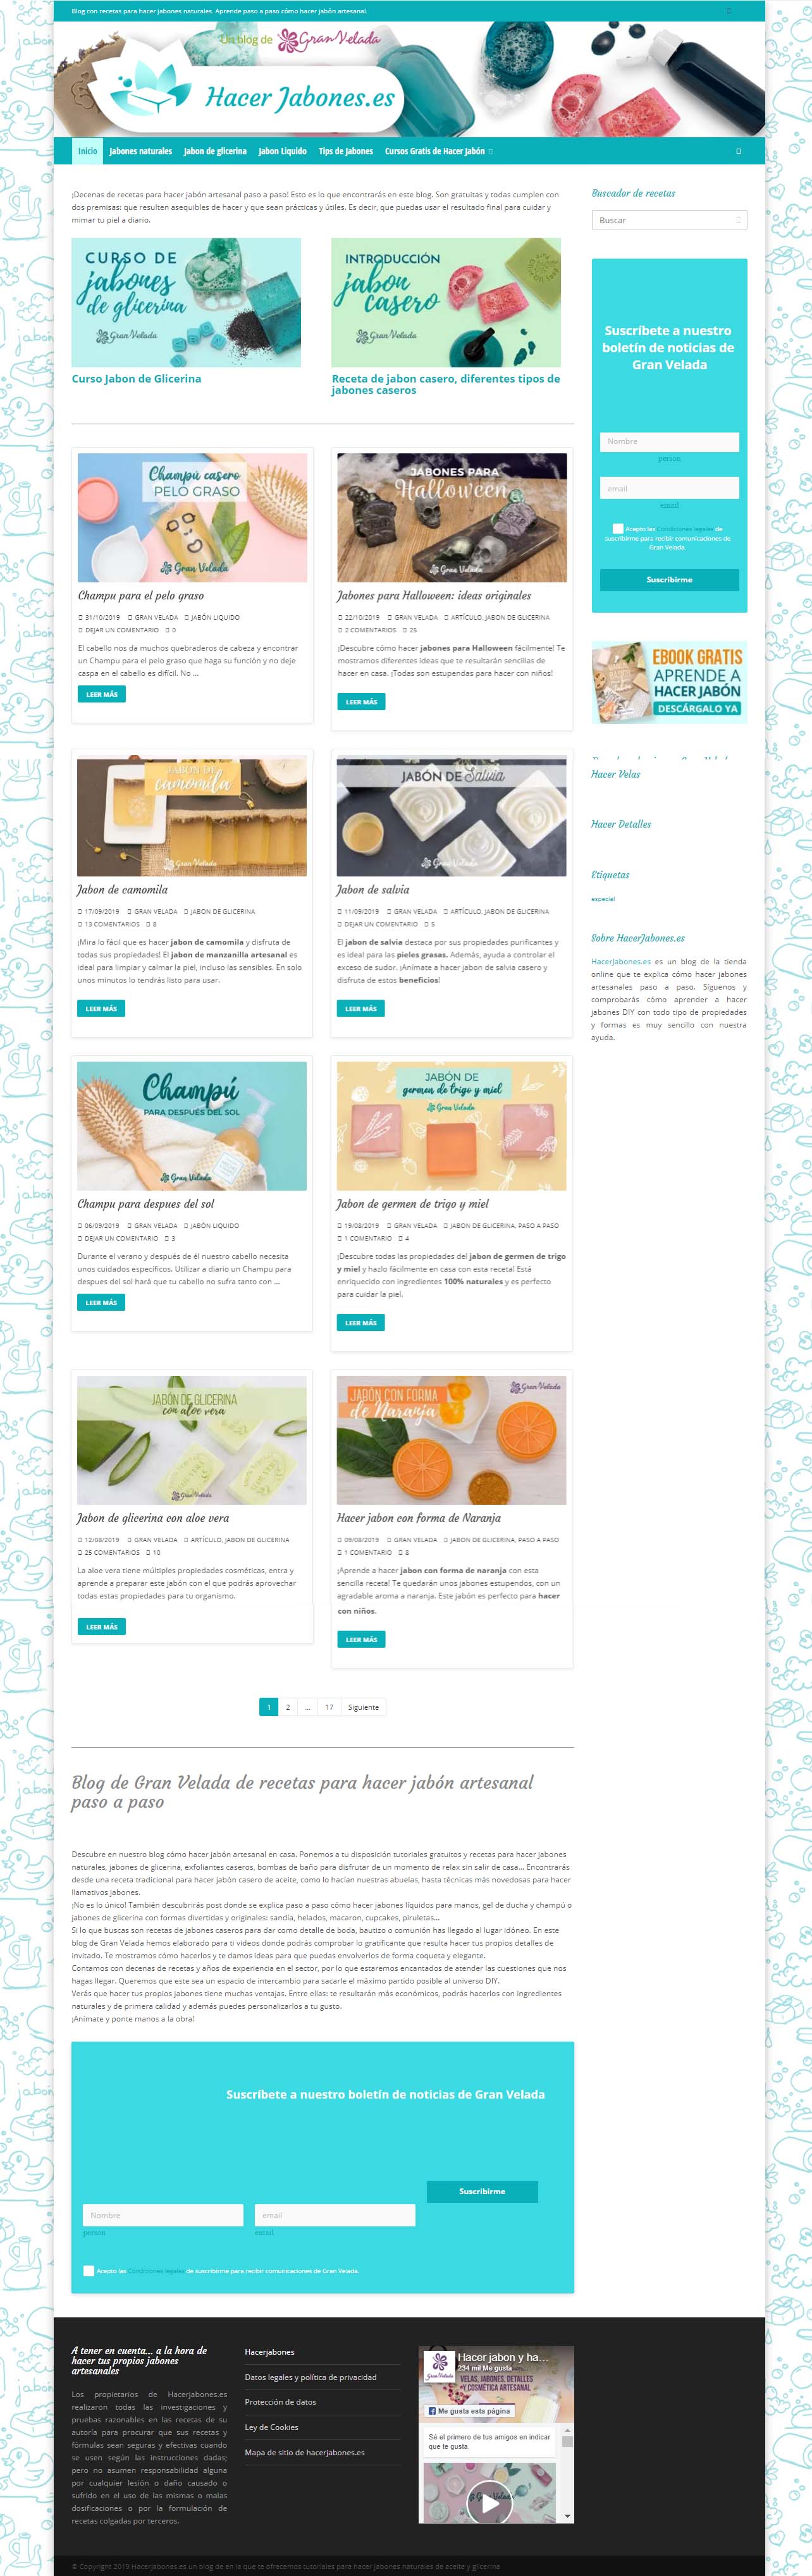 Blog con recetas para hacer jabones naturales. Aprende paso a paso cómo hacer jabón artesanal.
Un blog de Gran Velada
Hacer Jabones.es
Inicio Jabones naturales Jabon de glicerina Jabon Liquido Tips de Jabones Cursos Gratis de Hacer Jabón
¡Decenas de recetas para hacer jabón artesanal paso a paso! Esto es lo que encontrarás en este blog. Son gratuitas y todas cumplen con
dos premisas: que resulten asequibles de hacer y que sean prácticas y útiles. Es decir, que puedas usar el resultado final para cuidar y
mimar tu piel a diario.
CURSO DE
jabones
de glicerina
Gran Velada
Curso Jabon de Glicerina
INTRODUCCIÓN
jabon
casero
Gran Velada
Receta de jabon casero, diferentes tipos de
jabones caseros
Champú casero
PELO GRASO
Gran Velada
Champu para el pelo graso
31/10/2019 GRAN VELADA JABÓN LIQUIDO
DEJAR UN COMENTARIO 0
El cabello nos da muchos quebraderos de cabeza y encontrar
un Champu para el pelo graso que haga su función y no deje
caspa en el cabello es difícil. No ...
LEER MÁS
JABONES PARA
Halloween
Gran Velada
Jabones para Halloween: ideas originales
22/10/2019 GRAN VELADA ARTÍCULO, JABON DE GLICERINA
2 COMENTARIOS 25
¡Descubre cómo hacer jabones para Halloween fácilmente! Te
mostramos diferentes ideas que te resultarán sencillas de
hacer en casa. ¡Todas son estupendas para hacer con niños!
LEER MÁS
JABÓN DE
camomila
Gran Velada
Jabon de camomila
17/09/2019 GRAN VELADA JABON DE GLICERINA
13 COMENTARIOS 8
¡Mira lo fácil que es hacer jabon de camomila y disfruta de
todas sus propiedades! El jabon de manzanilla artesanal es
ideal para limpiar y calmar la piel, incluso las sensibles. En solo
unos minutos lo tendrás listo para usar.
LEER MÁS
JABÓN DE Salvia
Gran Velada
Jabon de salvia
11/09/2019 GRAN VELADA ARTÍCULO, JABON DE GLICERINA
DEJAR UN COMENTARIO 5
El jabon de salvia destaca por sus propiedades purificantes y
es ideal para las pieles grasas. Además, ayuda a controlar el
exceso de sudor. ¡Anímate a hacer jabon de salvia casero y
disfruta de estos beneficios!
LEER MÁS
Champú
PARA DESPUÉS DEL SOL
Gran Velada
Champu para despues del sol
06/09/2019 GRAN VELADA JABÓN LIQUIDO
DEJAR UN COMENTARIO 3
Durante el verano y después de él nuestro cabello necesita
unos cuidados específicos. Utilizar a diario un Champu para
despues del sol hará que tu cabello no sufra tanto con ...
LEER MÁS
JABÓN DE
germen de trigo y miel
Gran Velada
Jabon de germen de trigo y miel
19/08/2019 GRAN VELADA JABON DE GLICERINA, PASO A PASO
1 COMENTARIO 4
¡Descubre todas las propiedades del jabon de germen de trigo
y miel y hazlo fácilmente en casa con esta receta! Está
enriquecido con ingredientes 100% naturales y es perfecto
para cuidar la piel.
LEER MÁS
JABÓN DE GLICERINA
con aloe vera
Gran Velada
Jabon de glicerina con aloe vera
12/08/2019 GRAN VELADA ARTÍCULO, JABON DE GLICERINA
25 COMENTARIOS 10
La aloe vera tiene múltiples propiedades cosméticas, entra y
aprende a preparar este jabón con el que podrás aprovechar
todas estas propiedades para tu organismo.
LEER MÁS
JABÓN CON FORMA
de Naranja
Gran Velada
Hacer jabon con forma de Naranja
09/08/2019 GRAN VELADA JABON DE GLICERINA, PASO A PASO
1 COMENTARIO 8
¡Aprende a hacer jabon con forma de naranja con esta
sencilla receta! Te quedarán unos jabones estupendos, con un
agradable aroma a naranja. Este jabón es perfecto para hacer
con niños.
LEER MÁS
1 2 ... 17 Siguiente
Buscador de recetas
Buscar
Suscríbete a nuestro
boletín de noticias de
Gran Velada
Nombre
person
email
email
Acepto las Condiciones legales de
suscribirme para recibir comunicaciones de
Gran Velada.
Suscribirme
EBOOK GRATIS
APRENDE A
HACER JABÓN
DESCÁRGALO YA
Hacer Velas
Hacer Detalles
Etiquetas
especial
Sobre HacerJabones.es
HacerJabones.es es un blog de la tienda
online que te explica cómo hacer jabones
artesanales paso a paso. Síguenos y
comprobarás cómo aprender a hacer
jabones DIY con todo tipo de propiedades
y formas es muy sencillo con nuestra
ayuda.
Blog de Gran Velada de recetas para hacer jabón artesanal
paso a paso
Descubre en nuestro blog cómo hacer jabón artesanal en casa. Ponemos a tu disposición tutoriales gratuitos y recetas para hacer jabones
naturales, jabones de glicerina, exfoliantes caseros, bombas de baño para disfrutar de un momento de relax sin salir de casa... Encontrarás
desde una receta tradicional para hacer jabón casero de aceite, como lo hacían nuestras abuelas, hasta técnicas más novedosas para hacer
llamativos jabones.
¡No es lo único! También descubrirás post donde se explica paso a paso cómo hacer jabones líquidos para manos, gel de ducha y champú o
jabones de glicerina con formas divertidas y originales: sandía, helados, macaron, cupcakes, piruletas...
Si lo que buscas son recetas de jabones caseros para dar como detalle de boda, bautizo o comunión has llegado al lugar idóneo. En este
blog de Gran Velada hemos elaborado para ti videos donde podrás comprobar lo gratificante que resulta hacer tus propios detalles de
invitado. Te mostramos cómo hacerlos y te damos ideas para que puedas envolverlos de forma coqueta y elegante.
Contamos con decenas de recetas y años de experiencia en el sector, por lo que estaremos encantados de atender las cuestiones que nos
hagas llegar. Queremos que este sea un espacio de intercambio para sacarle el máximo partido posible al universo DIY.
Verás que hacer tus propios jabones tiene muchas ventajas. Entre ellas: te resultarán más económicos, podrás hacerlos con ingredientes
naturales y de primera calidad y además puedes personalizarlos a tu gusto.
¡Anímate y ponte manos a la obra!
Suscríbete a nuestro boletín de noticias de Gran Velada
Nombre
person
email
email
Suscribirme
Acepto las Condiciones legales de suscribirme para recibir comunicaciones de Gran Velada.
A tener en cuenta... a la hora de
hacer tus propios jabones
artesanales
Los propietarios de Hacerjabones.es
realizaron todas las investigaciones y
pruebas razonables en las recetas de su
autoría para procurar que sus recetas y
fórmulas sean seguras y efectivas cuando
se usen según las instrucciones dadas;
pero no asumen responsabilidad alguna
por cualquier lesión o daño causado o
sufrido en el uso de las mismas o malas
dosificaciones o por la formulación de
recetas colgadas por terceros.
Hacerjabones
Datos legales y política de privacidad
Protección de datos
Ley de Cookies
Mapa de sitio de hacerjabones.es
Hacer jabon y ha...
234 mil Me gusta
VELAS, JABONES, DETALLES
Y COSMÉTICA ARTESANAL
Gran Velada
Me gusta esta página
Sé el primero de tus amigos en indicar
que te gusta.
© Copyright 2019 Hacerjabones.es un blog de en la que te ofrecemos tutoriales para hacer jabones naturales de aceite y glicerina